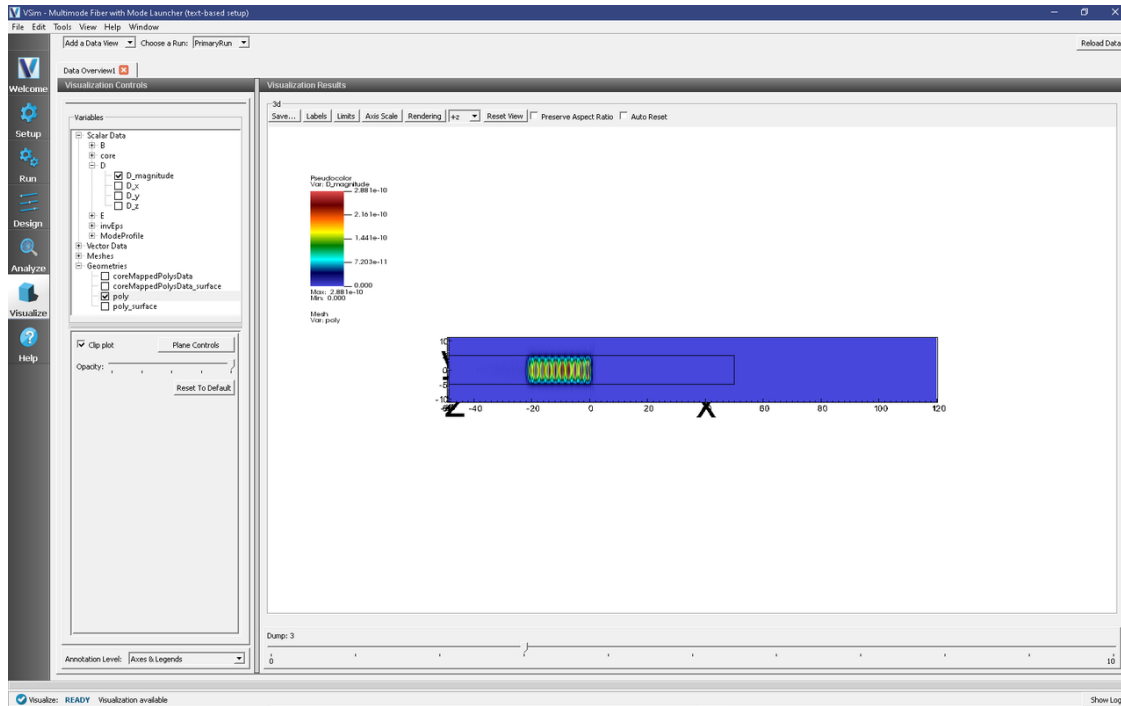 VSim - Multimode Fiber with Mode Launcher (text-based setup)
File Edit Tools View Help Window
Add a Data View Choose a Run: PrimaryRun Reload Data
Data Overview1
Welcome
Setup
Run
Design
Analyze
Visualize
Help
Visualization Controls
Variables
Scalar Data
B
core
D
D_magnitude
D_x
D_y
D_z
E
invEps
ModeProfile
Vector Data
Meshes
Geometries
coreMappedPolysData
coreMappedPolysData_surface
poly
poly_surface
Clip plot Plane Controls
Opacity:
Reset To Default
Annotation Level: Axes & Legends
Visualization Results
3d
Save... Labels Limits Axis Scale Rendering +z Reset View Preserve Aspect Ratio Auto Reset
Pseudocolor
Var: D_magnitude
2.881e-10
2.161e-10
1.441e-10
7.203e-11
0.000
Max: 2.881e-10
Min: 0.000
Mesh
Var: poly
10
5
0
-5
-10
-40 -20 0 20 40 60 80 100 120
Z X
Dump: 3
0 10
Visualize: READY Visualization available Show Log